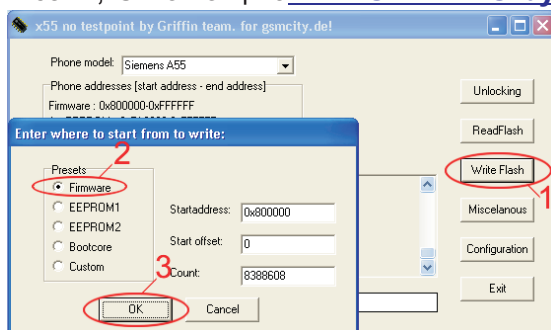 x55 no testpoint by Griffin team. for gsmcity.de!
Phone model: Siemens A55
Phone addresses [start address - end address]
Firmware : 0x800000-0xFFFFFF
Unlocking
ReadFlash
Write Flash
1
Miscelanous
Configuration
Exit
Enter where to start from to write:
2
Presets
Firmware
EEPROM1
EEPROM2
Bootcore
Custom
Startaddress: 0x800000
Start offset: 0
Count: 8388608
3
OK
Cancel